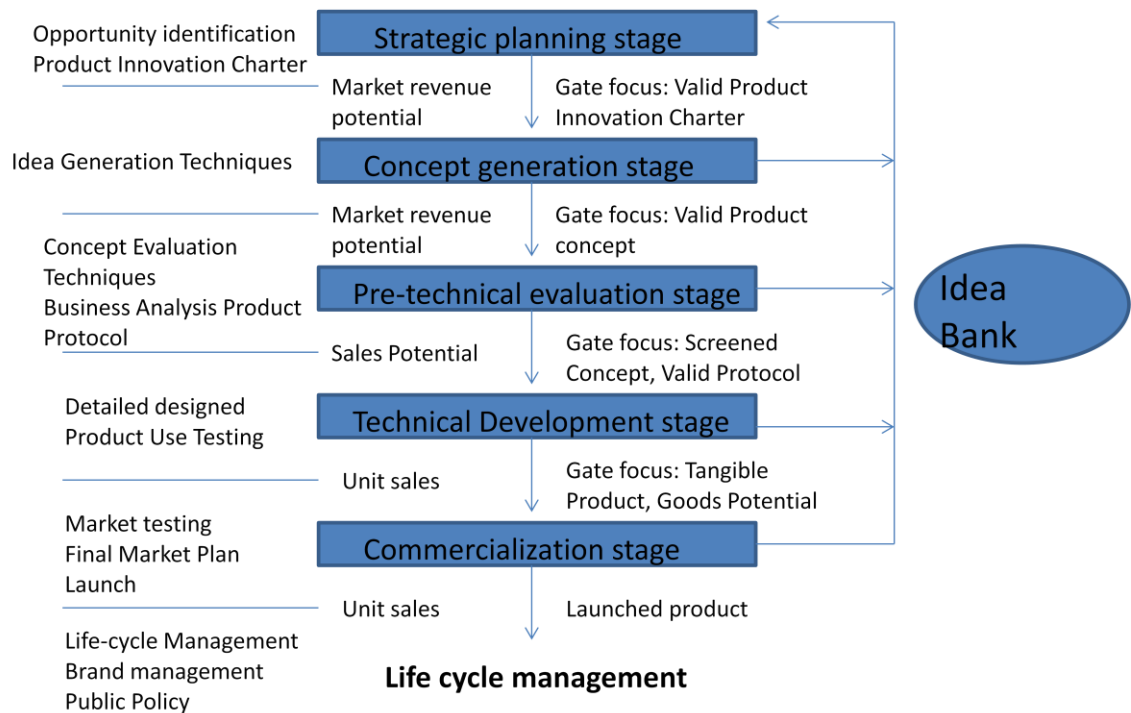 Opportunity identification
Product Innovation Charter
Strategic planning stage
Market revenue
potential
Gate focus: Valid Product
Innovation Charter
Idea Generation Techniques
Concept generation stage
Market revenue
potential
Gate focus: Valid Product
concept
Concept Evaluation
Techniques
Business Analysis Product
Protocol
Pre-technical evaluation stage
Idea
Bank
Sales Potential
Gate focus: Screened
Concept, Valid Protocol
Detailed designed
Product Use Testing
Technical Development stage
Unit sales
Gate focus: Tangible
Product, Goods Potential
Market testing
Final Market Plan
Launch
Commercialization stage
Unit sales
Launched product
Life-cycle Management
Brand management
Public Policy
Life cycle management